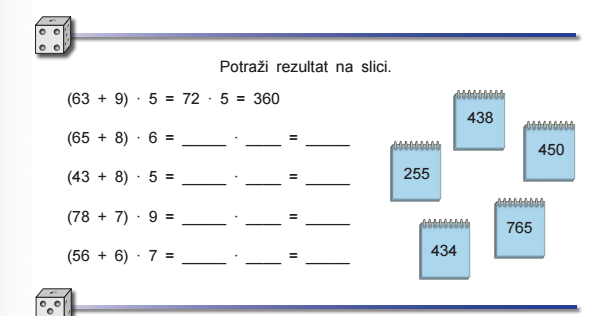 Potraži rezultat na slici.
(63 + 9) · 5 = 72 · 5 = 360
(65 + 8) · 6 = _____ · ____ = _____
(43 + 8) · 5 = _____ · ____ = _____
(78 + 7) · 9 = _____ · ____ = _____
(56 + 6) · 7 = _____ · ____ = _____
438
450
255
765
434